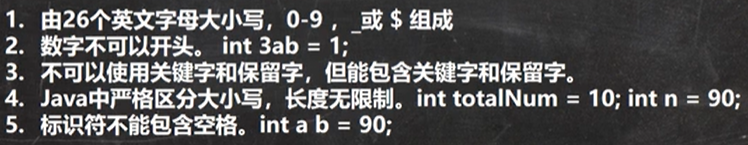 1. 由26个英文字母大小写，0-9 ，_或 $ 组成
2. 数字不可以开头。 int 3ab = 1;
3. 不可以使用关键字和保留字，但能包含关键字和保留字。
4. Java中严格区分大小写，长度无限制。int totalNum = 10; int n = 90;
5. 标识符不能包含空格。int a b = 90;